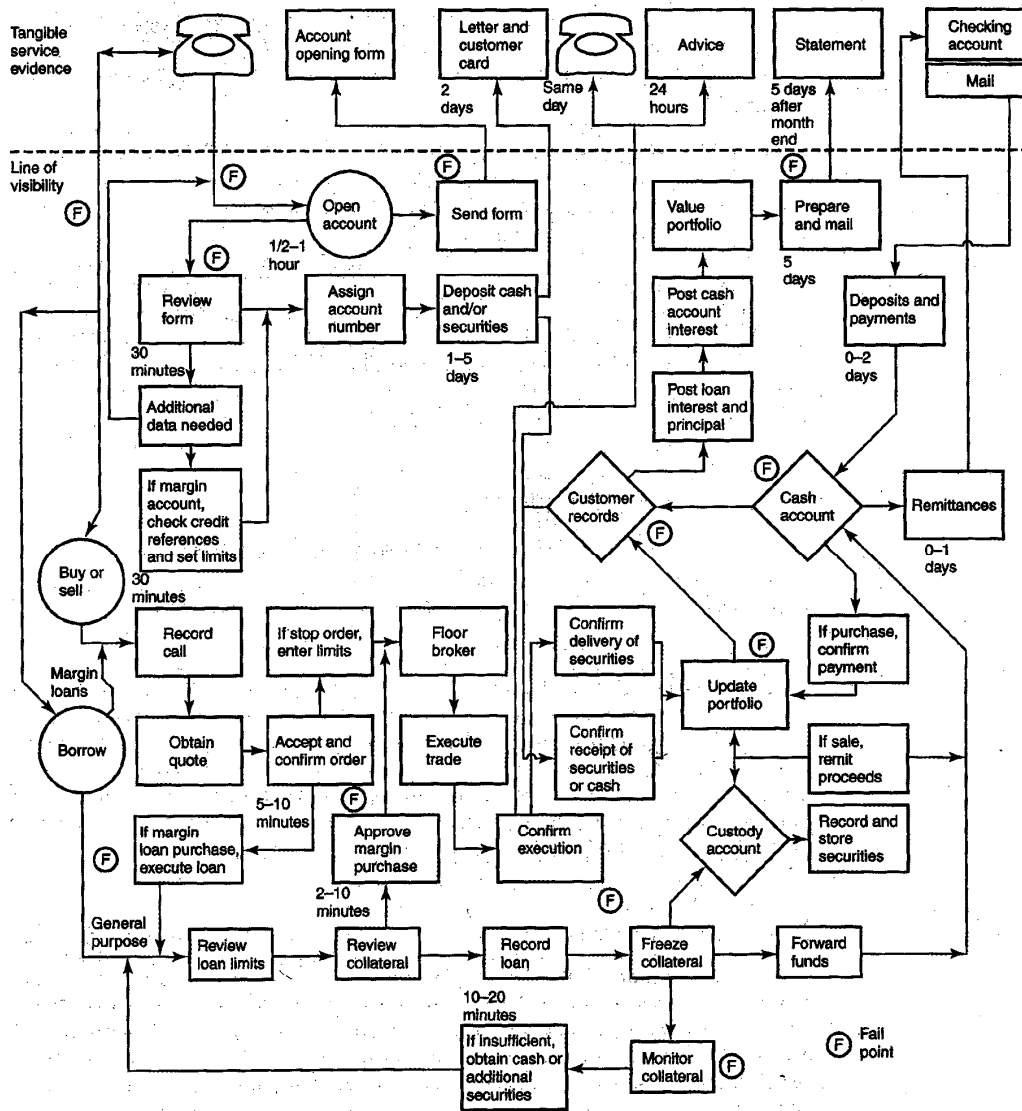 Tangible
service
evidence
Account
opening form
Letter and
customer
card
2
days
Same
day
Advice
24
hours
Statement
5 days
after
month
end
Checking
account
Mail
Line of
visibility
F
F
F
Open
account
1/2–1
hour
F
Send form
Value
portfolio
F
Prepare
and mail
5
days
Review
form
30
minutes
Assign
account
number
Deposit cash
and/or
securities
1–5
days
Post cash
account
interest
Deposits and
payments
0–2
days
Additional
data needed
Post loan
interest and
principal
If margin
account,
check credit
references
and set limits
30
minutes
Customer
records
F
F
Cash
account
Remittances
0–1
days
Buy or
sell
Record
call
Margin
loans
If stop order,
enter limits
Floor
broker
Confirm
delivery of
securities
F
Update
portfolio
If purchase,
confirm
payment
Borrow
Obtain
quote
Accept and
confirm order
5–10
minutes
Execute
trade
Confirm
receipt of
securities
or cash
If sale,
remit
proceeds
F
If margin
loan purchase,
execute loan
F
Approve
margin
purchase
2–10
minutes
Confirm
execution
F
Custody
account
Record and
store
securities
General
purpose
Review
loan limits
Review
collateral
Record
loan
Freeze
collateral
Forward
funds
10–20
minutes
If insufficient,
obtain cash or
additional
securities
Monitor
collateral
F
F
Fail
point